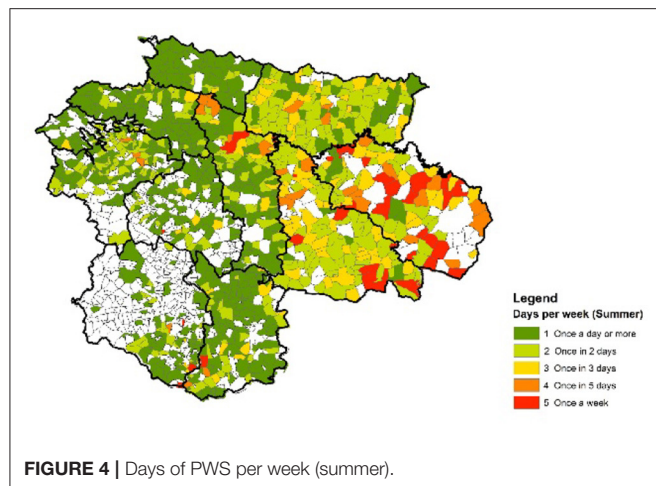 Legend
Days per week (Summer)
1 Once a day or more
2 Once in 2 days
3 Once in 3 days
4 Once in 5 days
5 Once a week
FIGURE 4 | Days of PWS per week (summer).